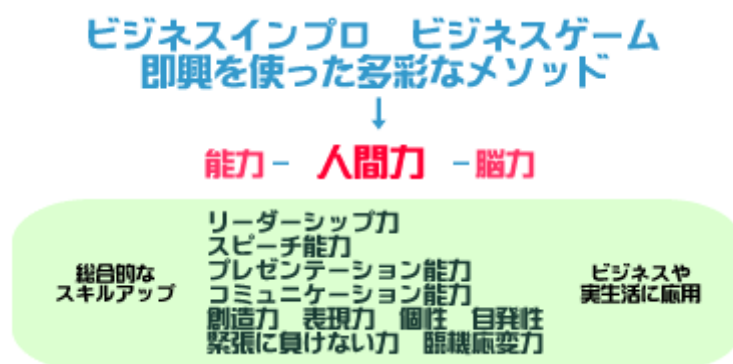 ビジネスインプロ　ビジネスゲーム
即興を使った多彩なメソッド
↓
能力－ 人間力 －脳力
リーダーシップ力
スピーチ能力
プレゼンテーション能力
コミュニケーション能力
創造力　表現力　個性　自発性
緊張に負けない力　臨機応変力
総合的な
スキルアップ
ビジネスや
実生活に応用